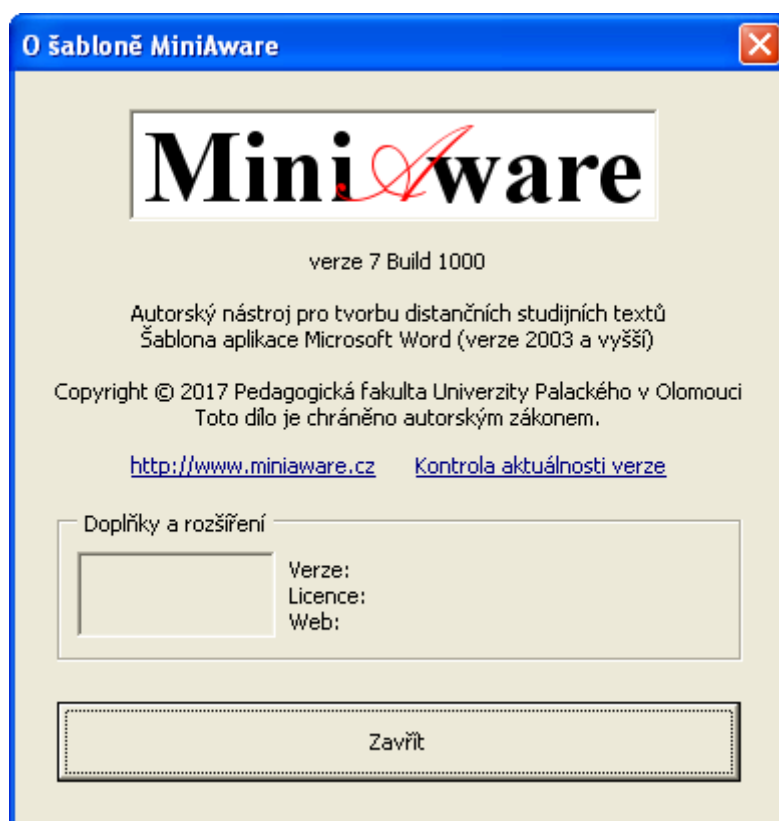 O šabloně MiniAware
MiniAware
verze 7 Build 1000
Autorský nástroj pro tvorbu distančních studijních textů
Šablona aplikace Microsoft Word (verze 2003 a vyšší)
Copyright © 2017 Pedagogická fakulta Univerzity Palackého v Olomouci
Toto dílo je chráněno autorským zákonem.
http://www.miniaware.cz Kontrola aktuálnosti verze
Doplňky a rozšíření
Verze:
Licence:
Web:
Zavřít